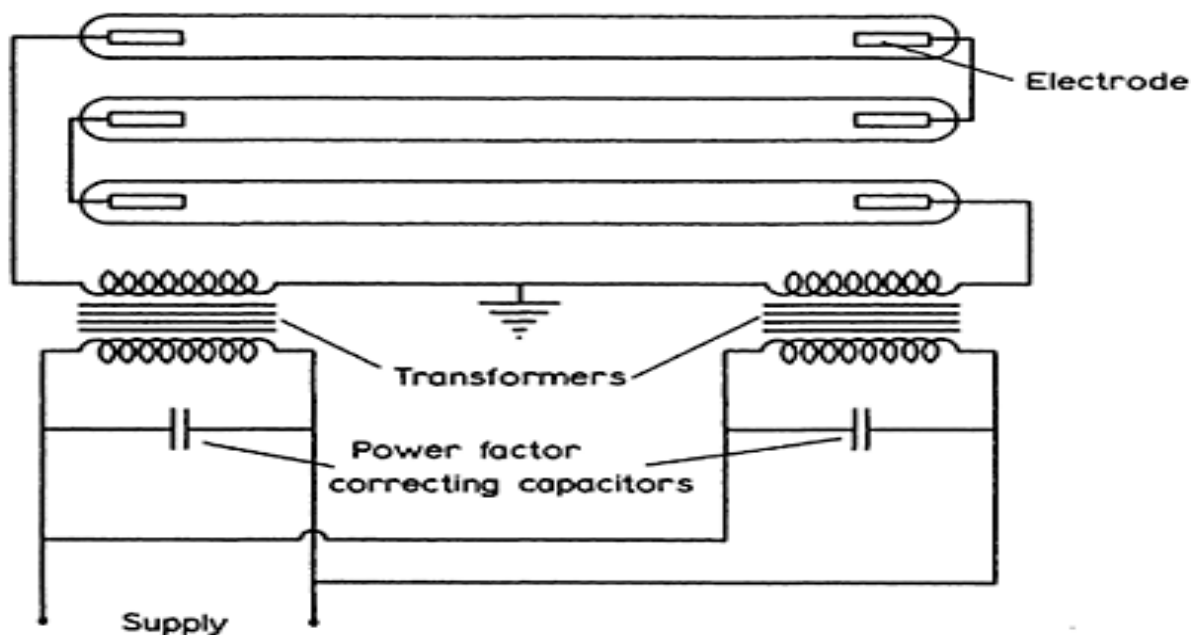 Electrode
Transformers
Power factor
correcting capacitors
Supply